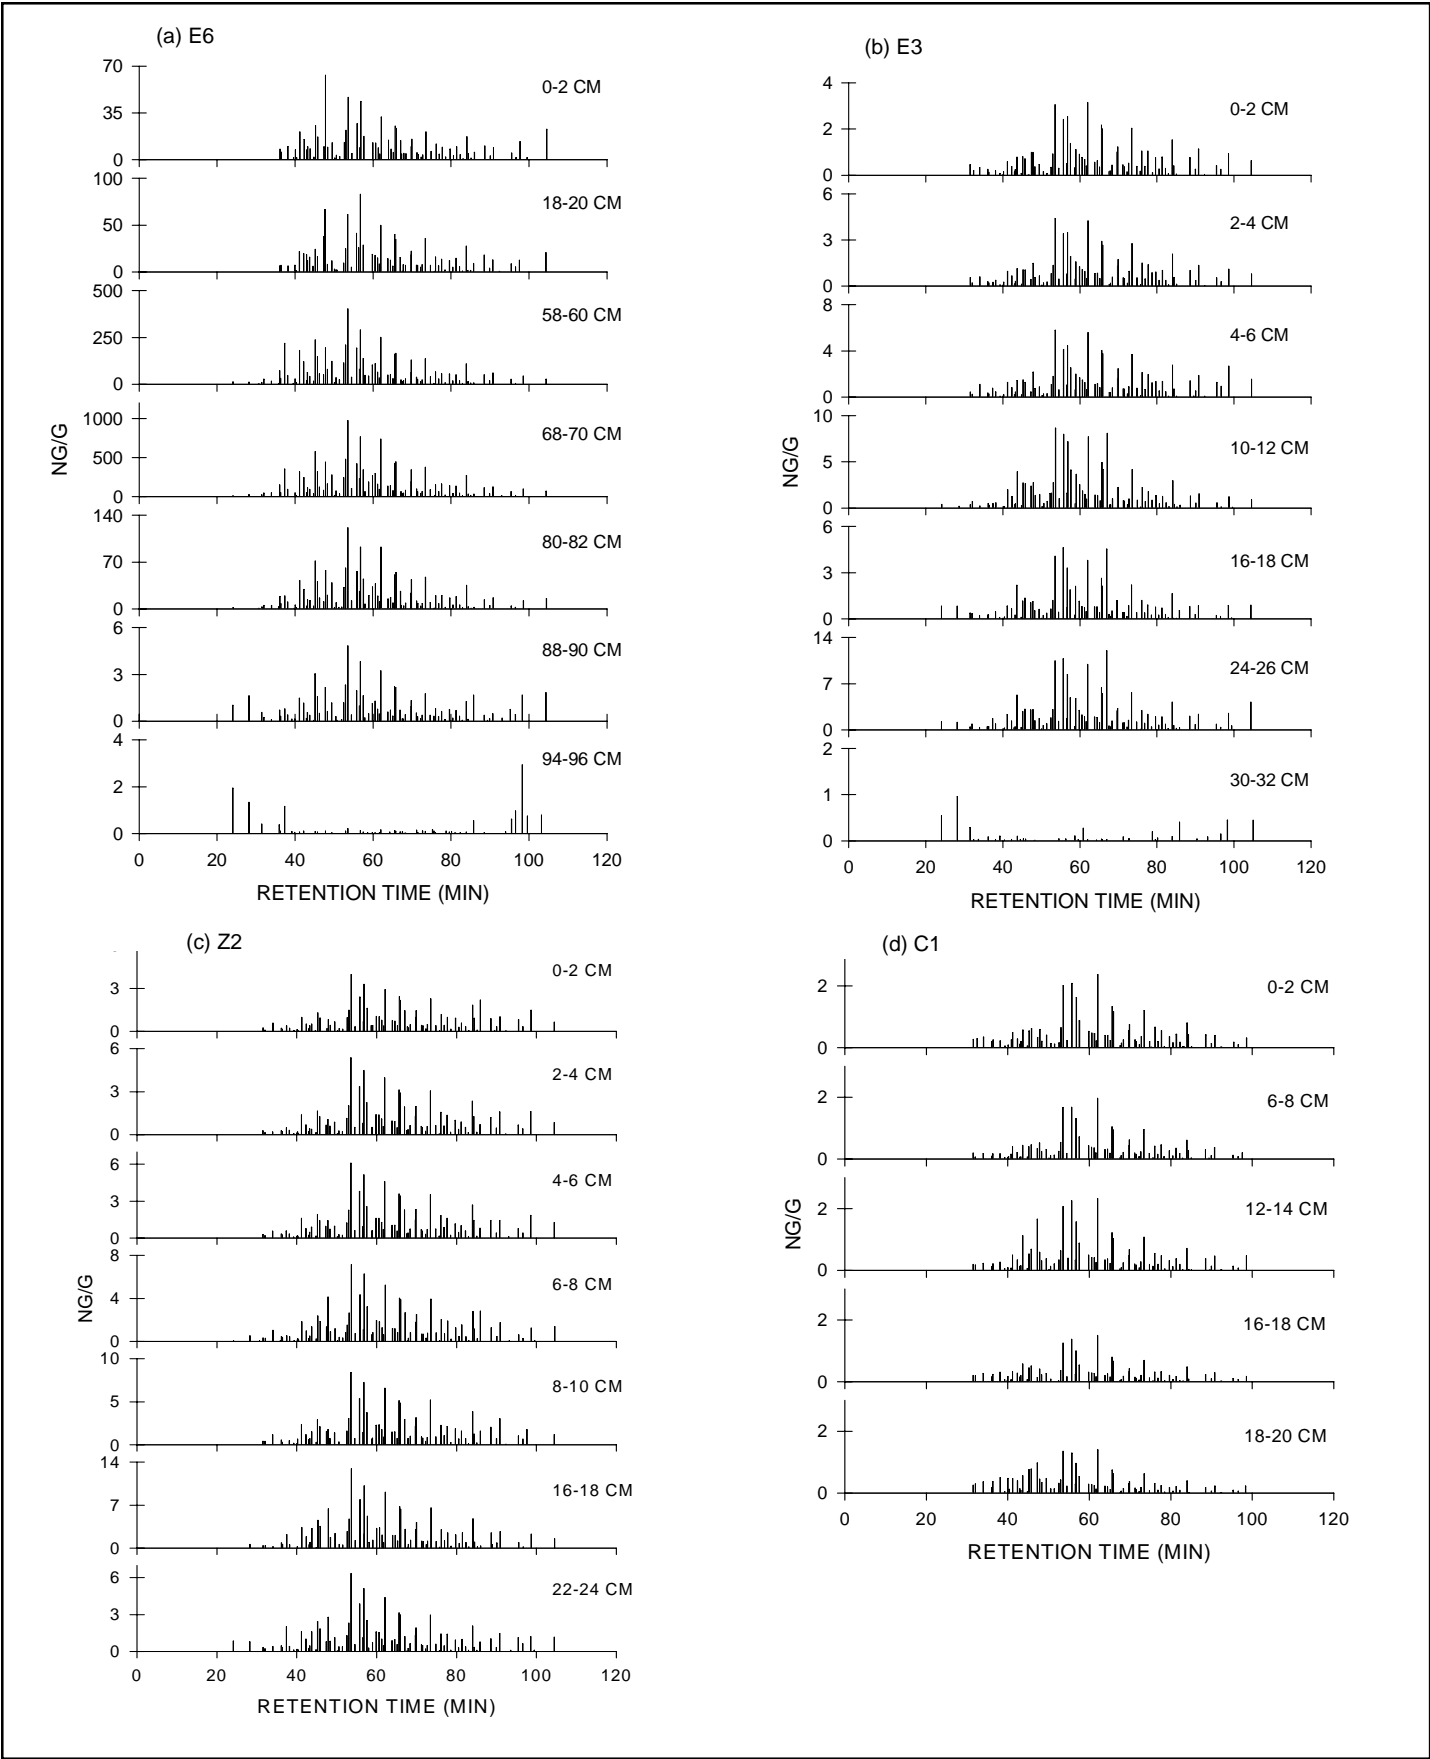 (a) E6
70
35
0
0-2 CM
100
50
0
18-20 CM
500
250
0
58-60 CM
1000
500
0
68-70 CM
NG/G
140
70
0
80-82 CM
6
3
0
88-90 CM
4
2
0
94-96 CM
0 20 40 60 80 100 120
RETENTION TIME (MIN)
(b) E3
4
2
0
0-2 CM
6
3
0
2-4 CM
8
4
0
4-6 CM
10
5
0
10-12 CM
NG/G
6
3
0
16-18 CM
14
7
0
24-26 CM
2
1
0
30-32 CM
0 20 40 60 80 100 120
RETENTION TIME (MIN)
(c) Z2
3
0
0-2 CM
6
3
0
2-4 CM
6
3
0
4-6 CM
8
4
0
6-8 CM
NG/G
10
5
0
8-10 CM
14
7
0
16-18 CM
6
3
0
22-24 CM
0 20 40 60 80 100 120
RETENTION TIME (MIN)
(d) C1
2
0
0-2 CM
2
0
6-8 CM
2
0
12-14 CM
NG/G
2
0
16-18 CM
2
0
18-20 CM
0 20 40 60 80 100 120
RETENTION TIME (MIN)